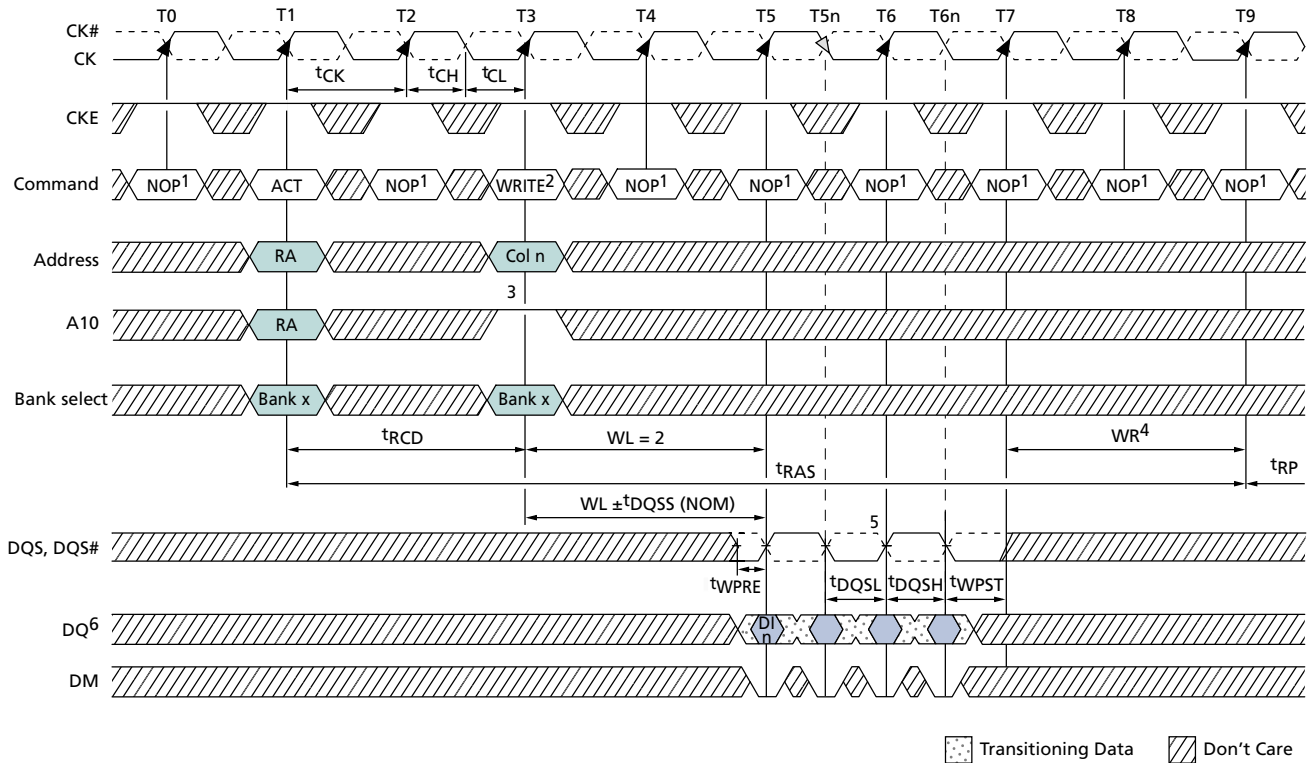 T0 T1 T2 T3 T4 T5 T5n T6 T6n T7 T8 T9
CK#
CK
tCK tCH tCL
CKE
Command NOP1 ACT NOP1 WRITE2 NOP1 NOP1 NOP1 NOP1 NOP1 NOP1
Address RA Col n
3
A10 RA
Bank select Bank x Bank x
tRCD WL = 2 WR4
tRAS tRP
WL ±tDQSS (NOM)
5
DQS, DQS#
tWPRE tDQSL tDQSH tWPST
DQ6 DI
n
DM
Transitioning Data Don't Care